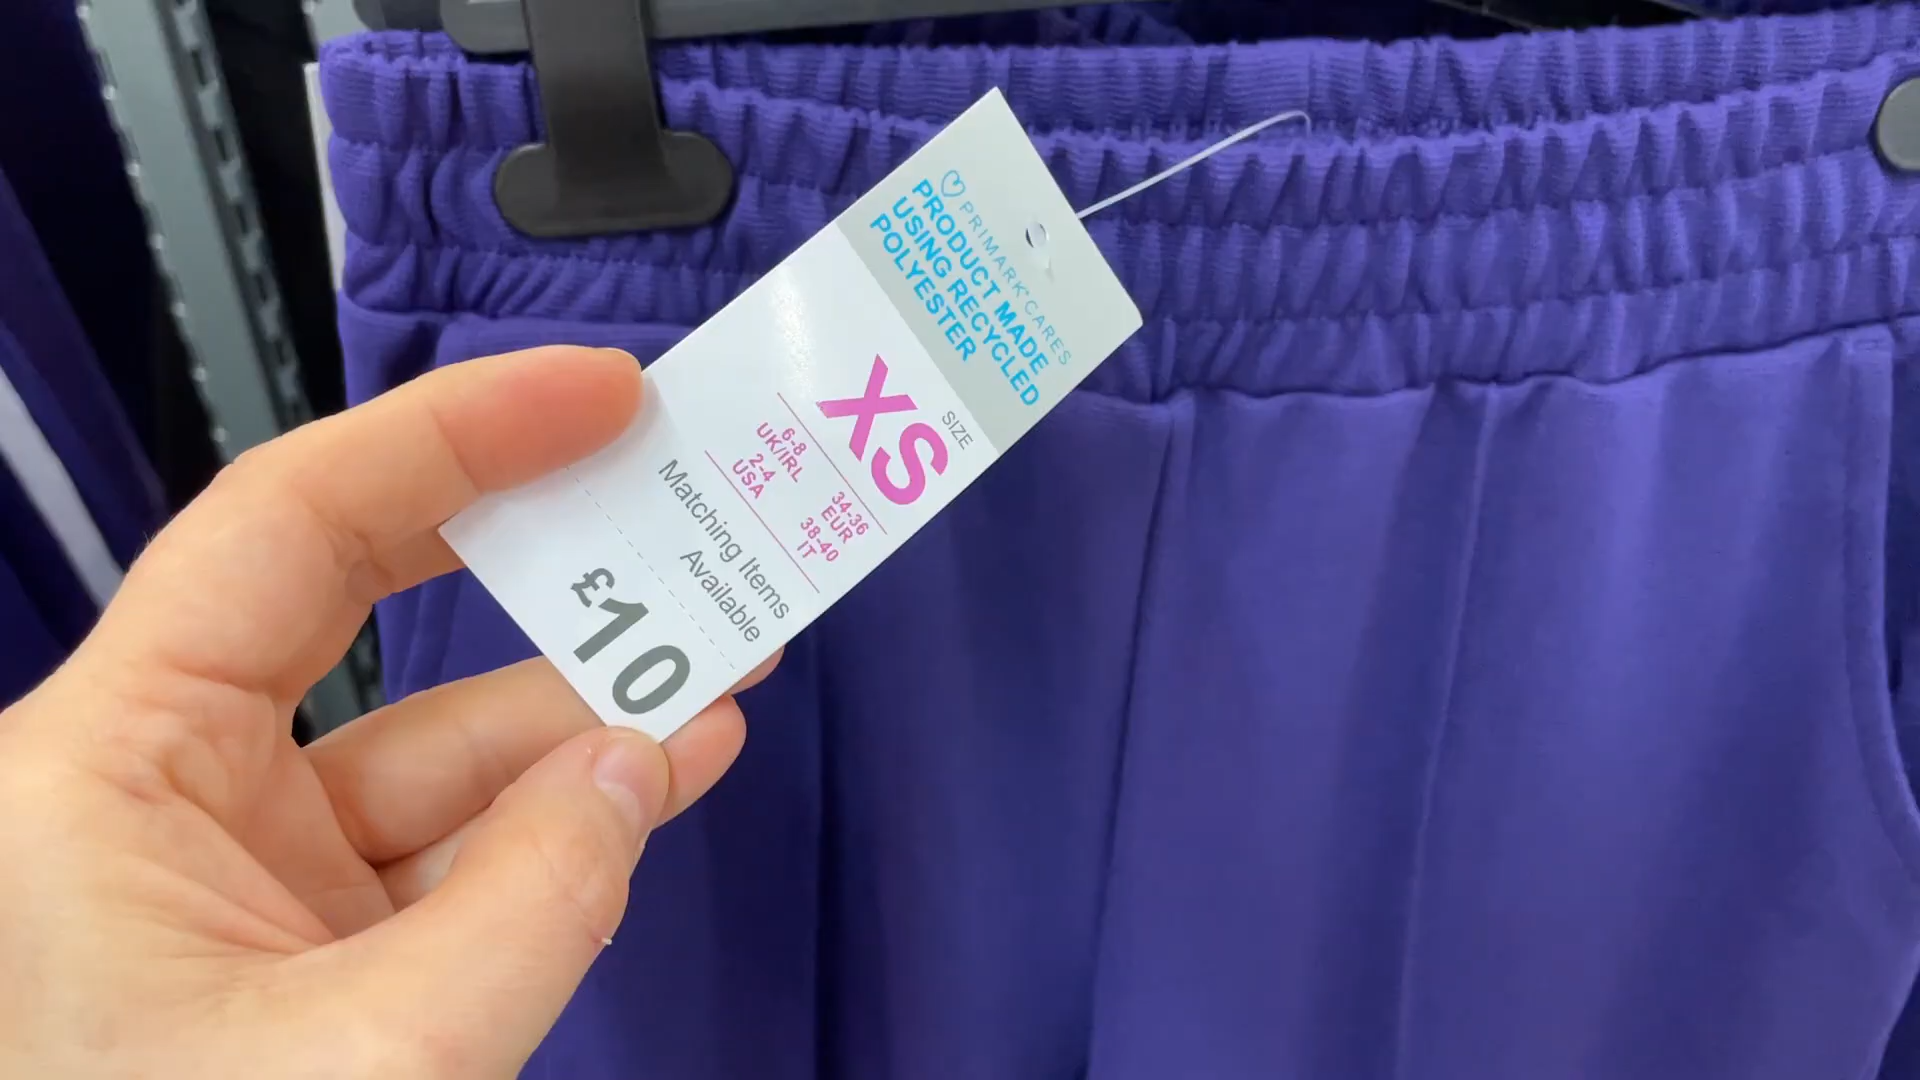 PRIMARK® CARES
PRODUCT MADE
USING RECYCLED
POLYESTER
SIZE
XS
6-8
UK/IRL
34-36
EUR
2-4
USA
38-40
IT
Matching Items
Available
£10